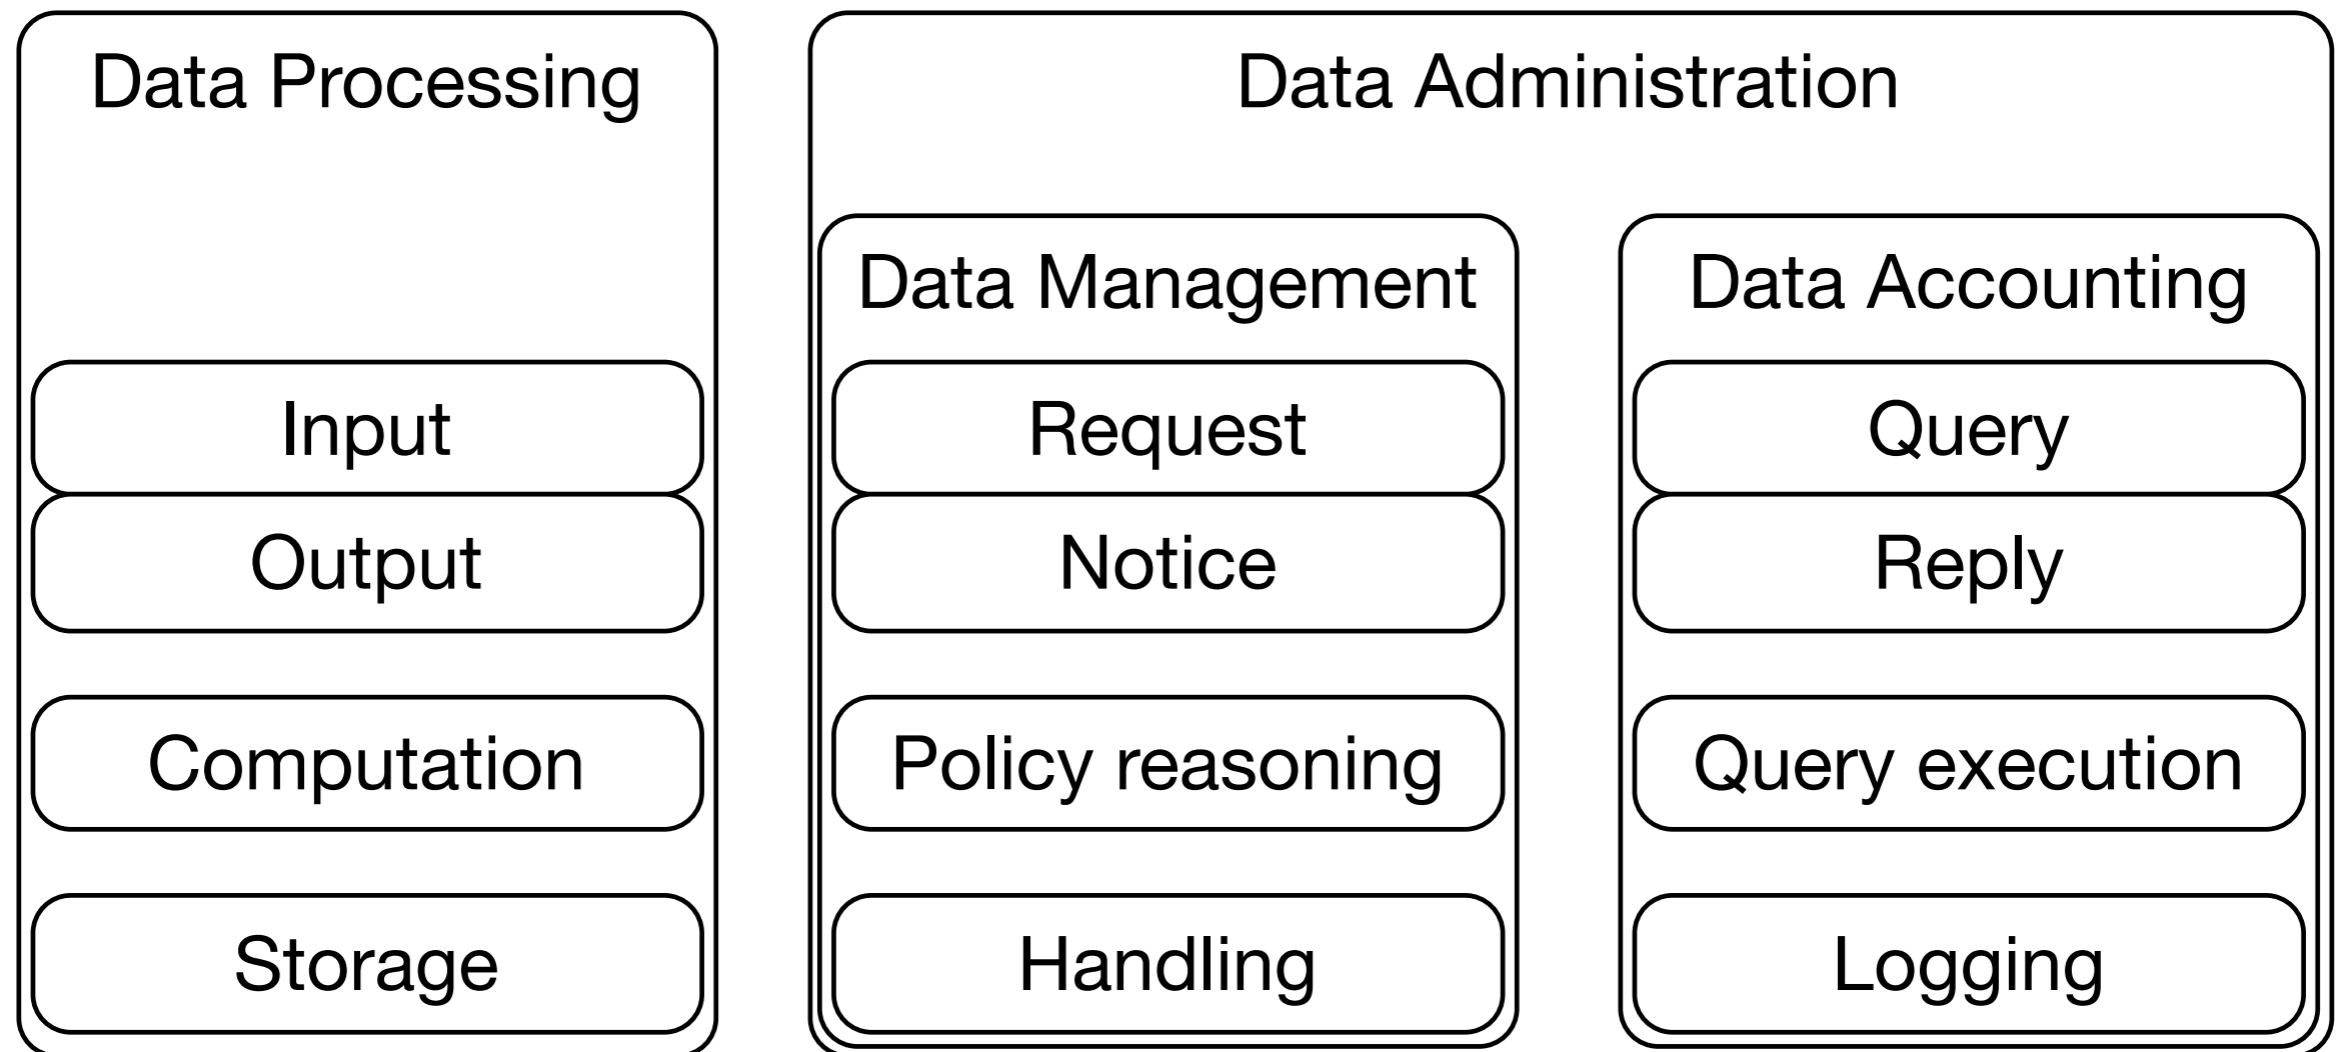 Data Processing
Input
Output
Computation
Storage
Data Administration
Data Management
Request
Notice
Policy reasoning
Handling
Data Accounting
Query
Reply
Query execution
Logging